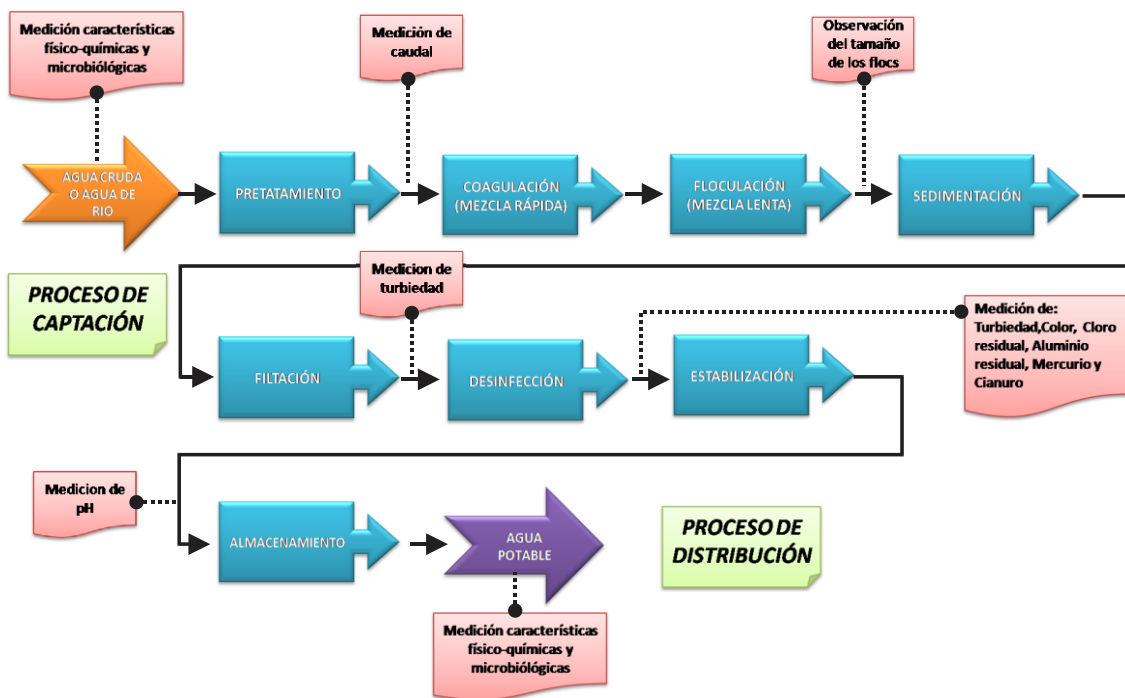 Medición características
físico-químicas y
microbiológicas
Medición de
caudal
Observación
del tamaño
de los flocs
AGUA CRUDA
O AGUA DE
RIO
PRETATAMIENTO
COAGULACIÓN
(MEZCLA RÁPIDA)
FLOCULACIÓN
(MEZCLA LENTA)
SEDIMENTACIÓN
PROCESO DE
CAPTACIÓN
Medicion de
turbiedad
Medición de:
Turbiedad,Color, Cloro
residual, Aluminio
residual, Mercurio y
Cianuro
FILTACIÓN
DESINFECCIÓN
ESTABILIZACIÓN
Medicion de
pH
ALMACENAMIENTO
AGUA
POTABLE
PROCESO DE
DISTRIBUCIÓN
Medición características
físico-químicas y
microbiológicas